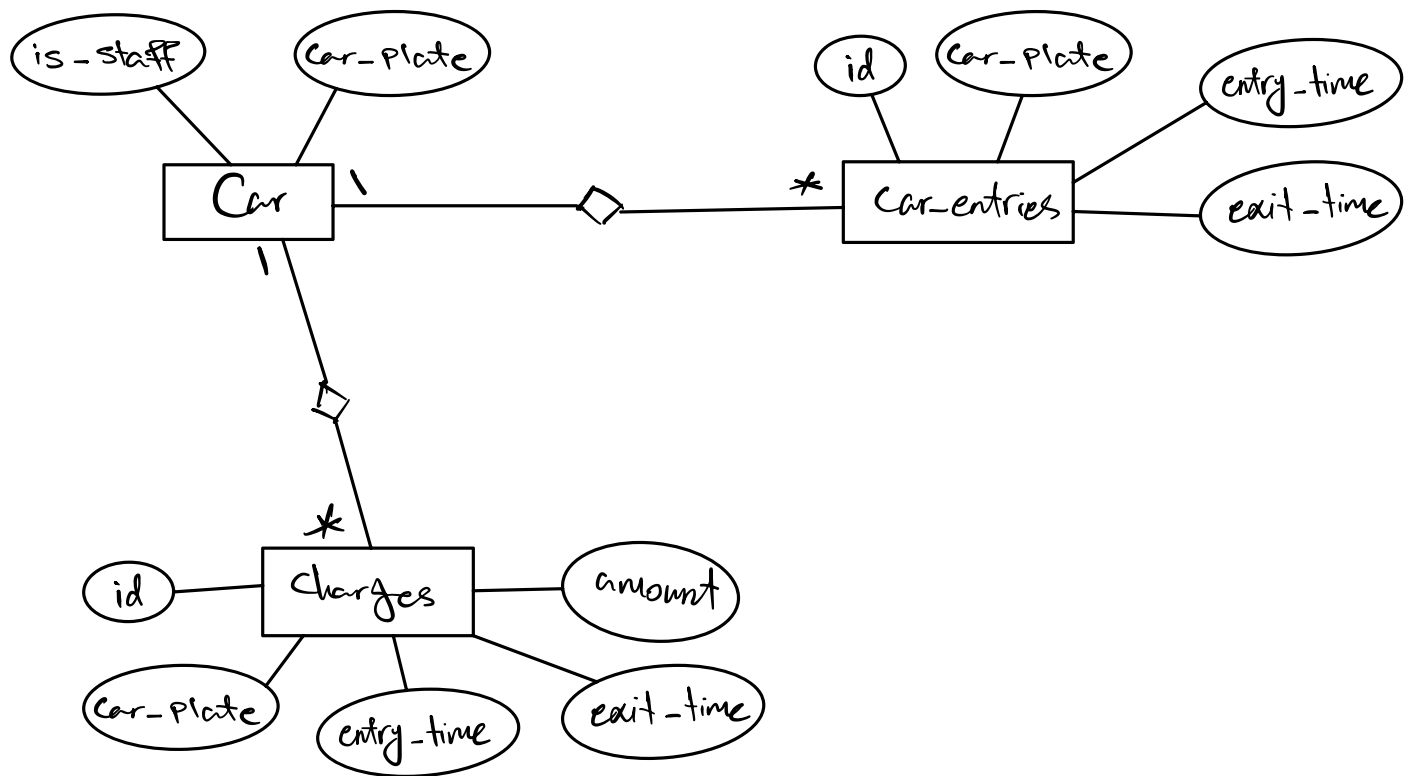 is_staff
car_plate
id
car_plate
entry_time
exit_time
Car
1
*
Car_entries
1
*
id
charges
amount
car_plate
entry_time
exit_time